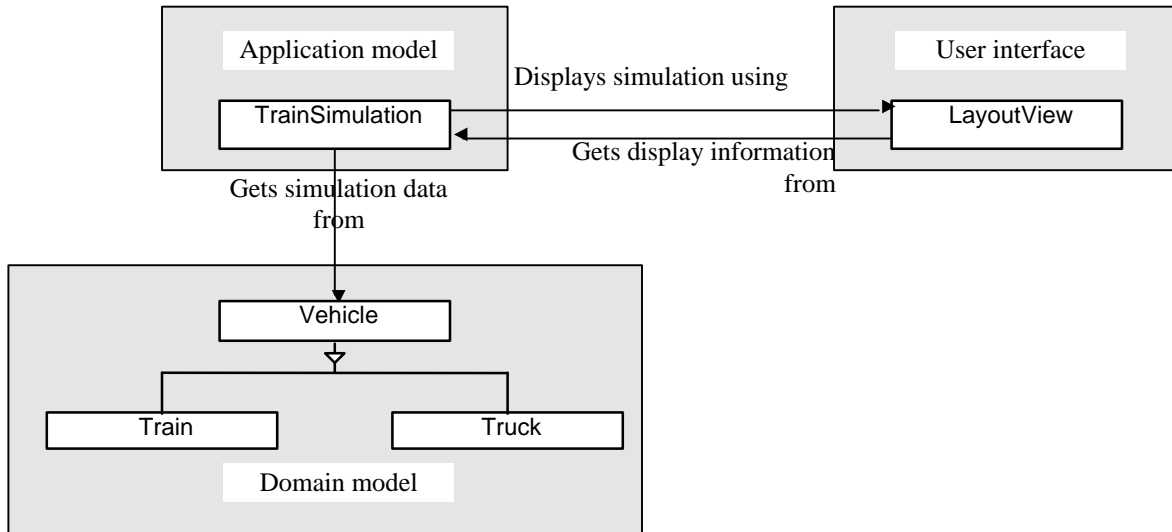 Application model
User interface
Displays simulation using
TrainSimulation
LayoutView
Gets display information
from
Gets simulation data
from
Vehicle
Train
Truck
Domain model